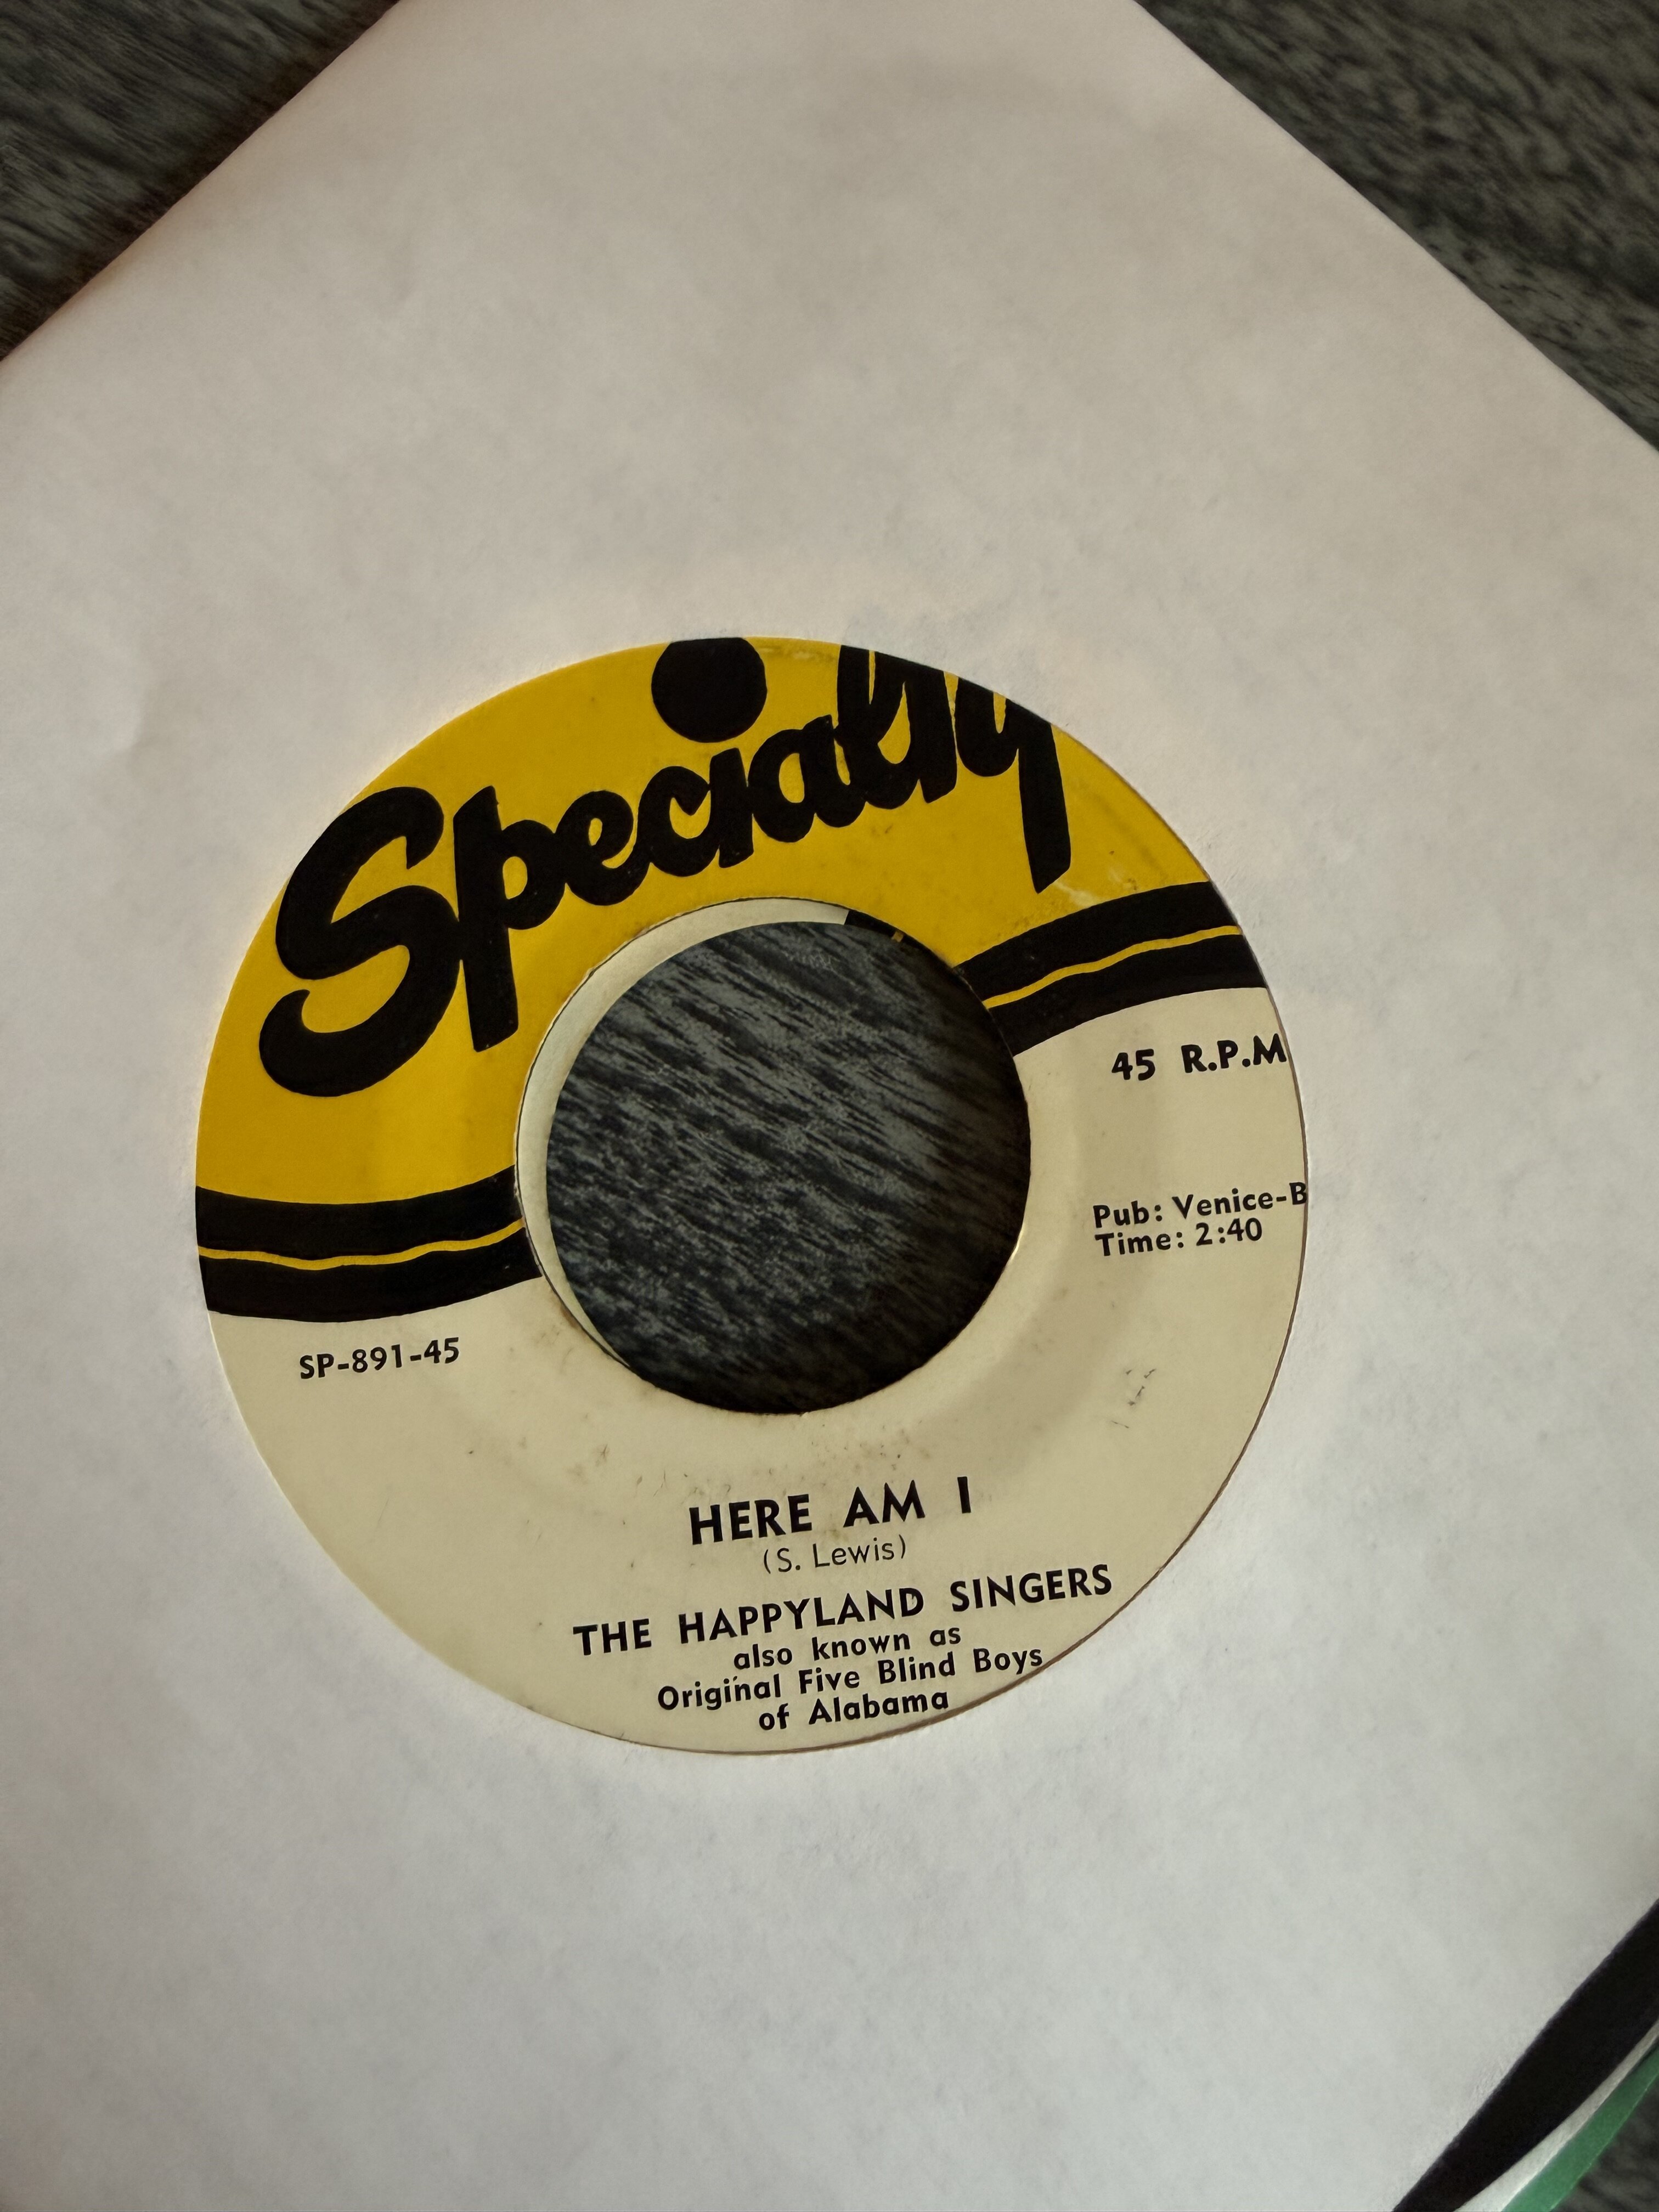 Specialty
45 R.P.M
Pub: Venice-B
Time: 2:40
SP-891-45
HERE AM I
(S. Lewis)
THE HAPPYLAND SINGERS
also known as
Original Five Blind Boys
of Alabama